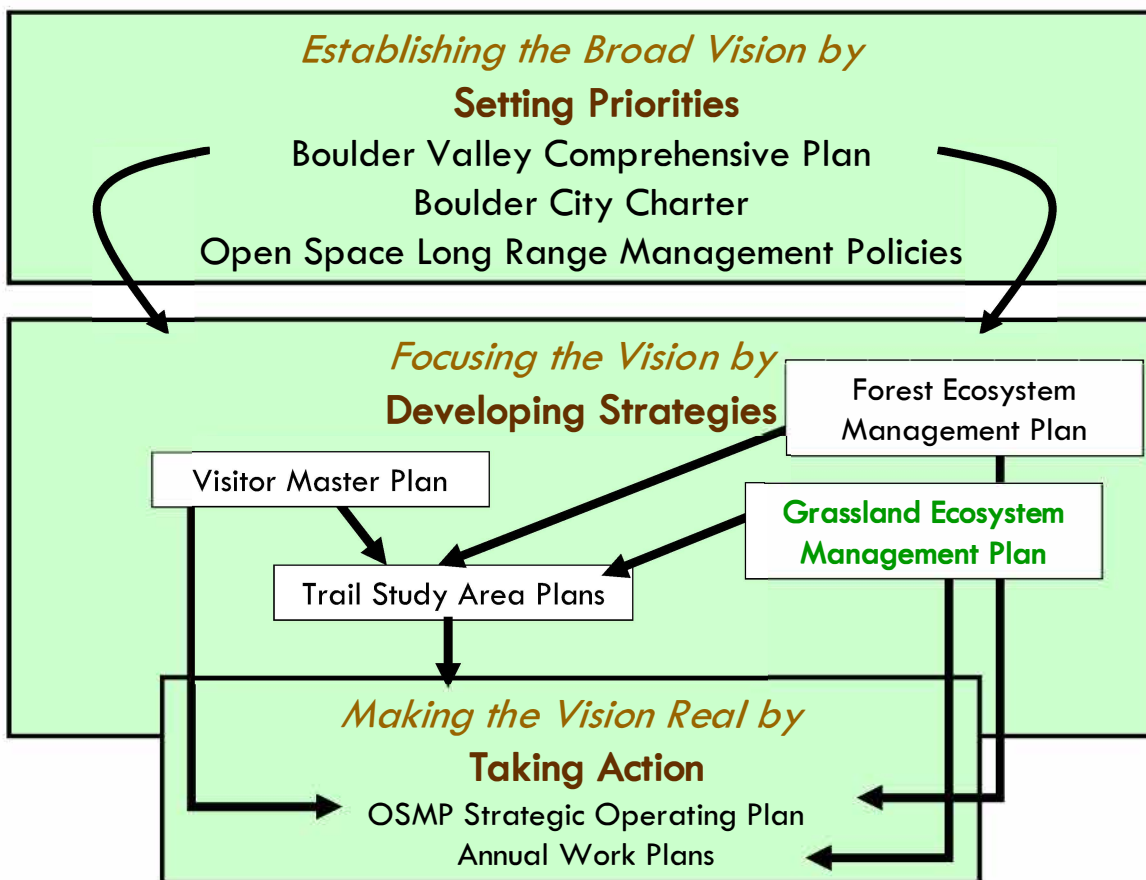 Establishing the Broad Vision by
Setting Priorities
Boulder Valley Comprehensive Plan
Boulder City Charter
Open Space Long Range Management Policies
Focusing the Vision by
Developing Strategies
Forest Ecosystem
Management Plan
Visitor Master Plan
Grassland Ecosystem
Management Plan
Trail Study Area Plans
Making the Vision Real by
Taking Action
OSMP Strategic Operating Plan
Annual Work Plans